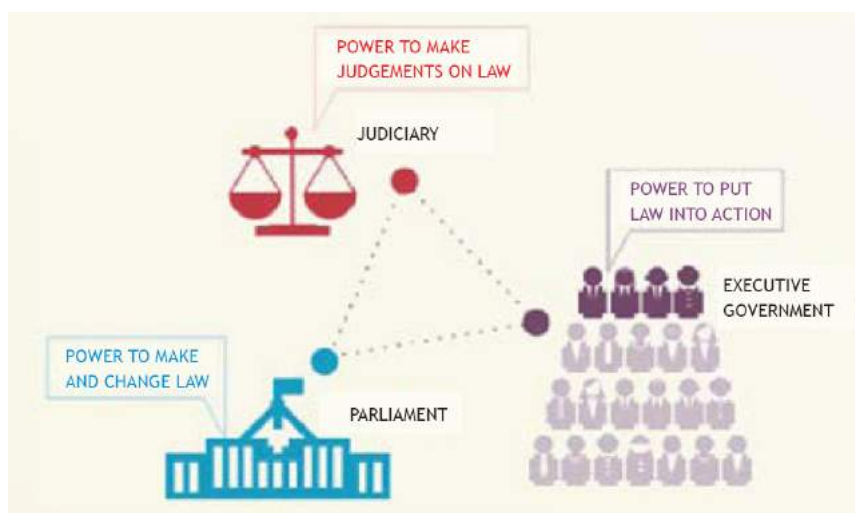 POWER TO MAKE
JUDGEMENTS ON LAW
JUDICIARY
POWER TO PUT
LAW INTO ACTION
EXECUTIVE
GOVERNMENT
POWER TO MAKE
AND CHANGE LAW
PARLIAMENT